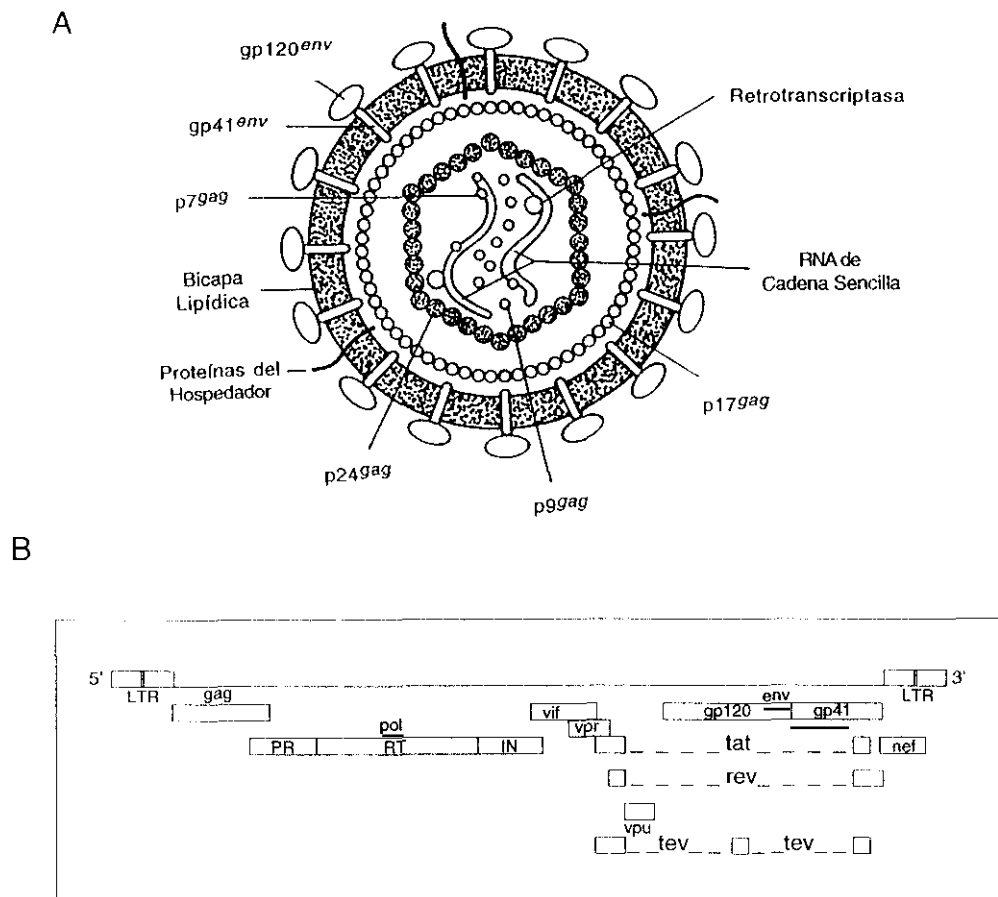 A
gp120env
gp41env
p7gag
Bicapa
Lipídica
Proteínas del
Hospedador
p24gag
p9gag
p17gag
RNA de
Cadena Sencilla
Retrotranscriptasa
B
5'
LTR
gag
pol
PR
RT
IN
vif
vpr
env
gp120
gp41
LTR
3'
tat
nef
rev
vpu
tev
tev